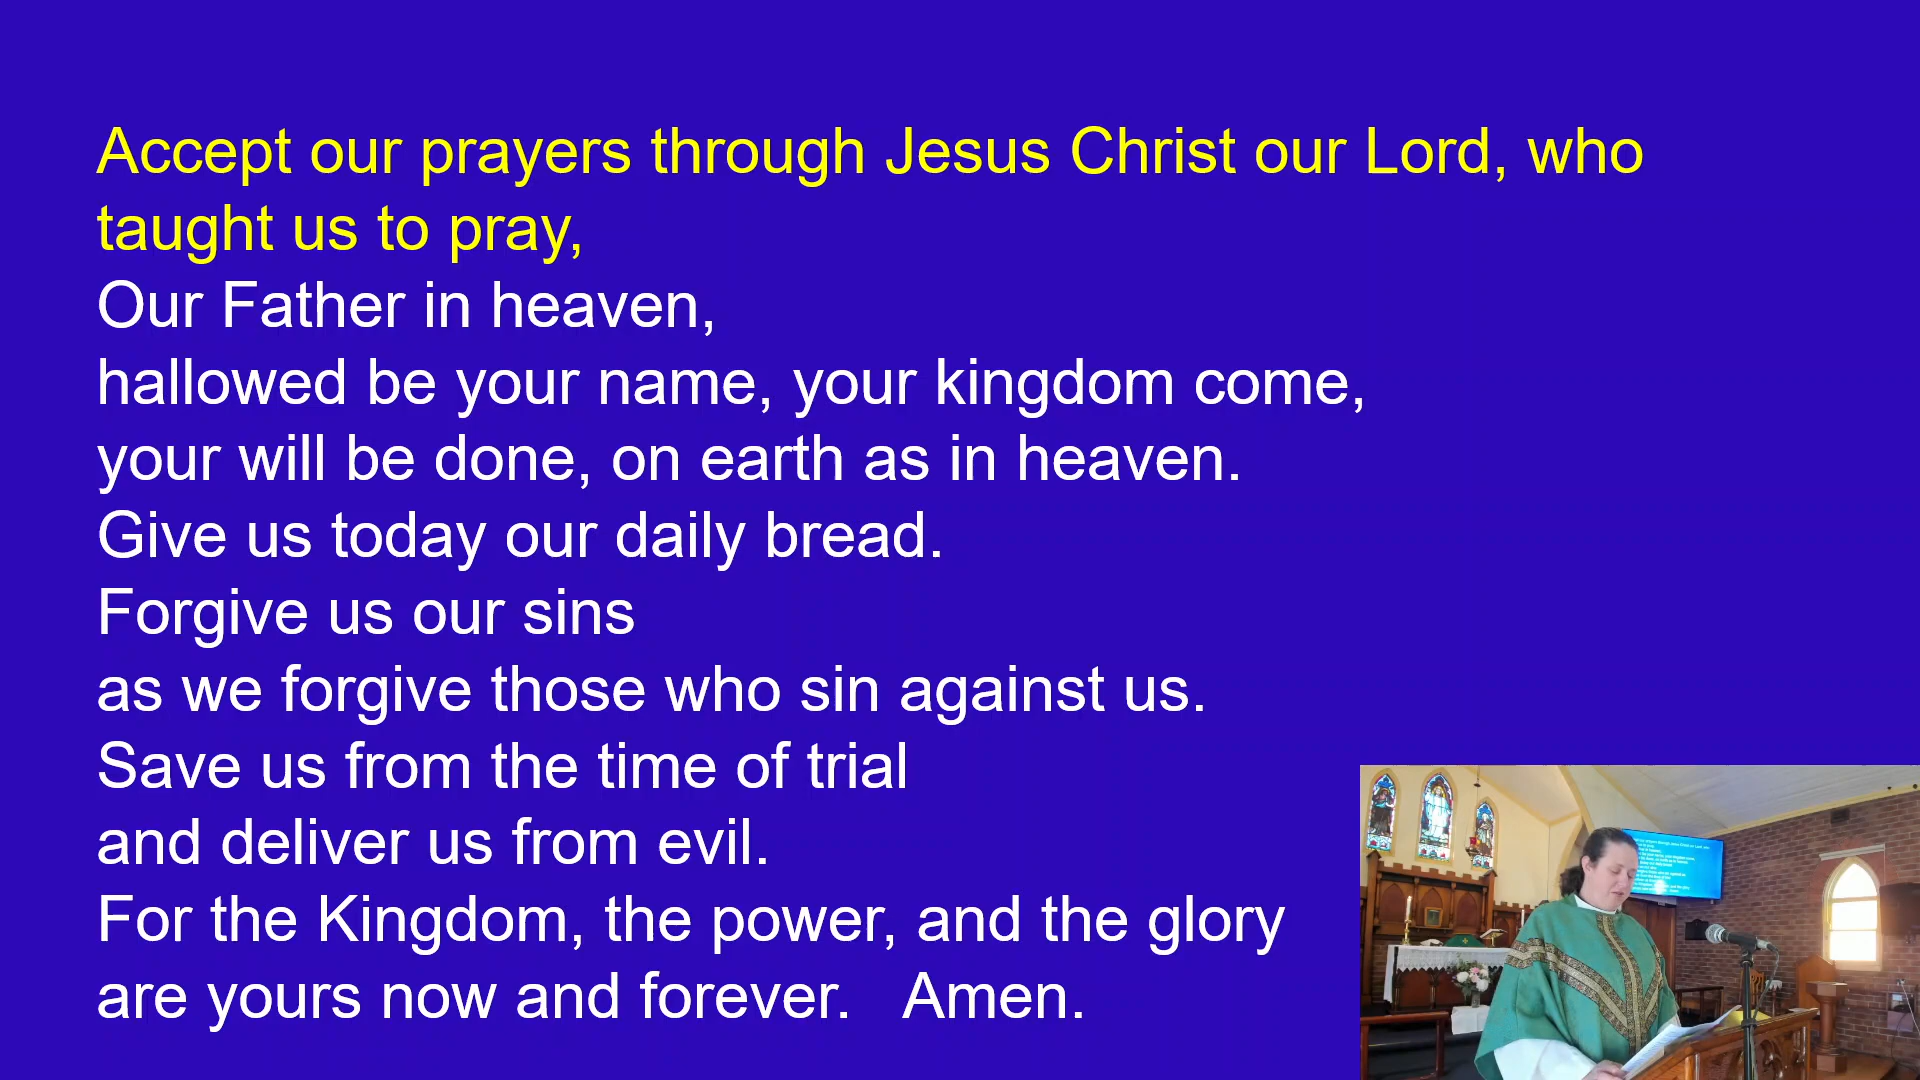 Accept our prayers through Jesus Christ our Lord, who
taught us to pray,
Our Father in heaven,
hallowed be your name, your kingdom come,
your will be done, on earth as in heaven.
Give us today our daily bread.
Forgive us our sins
as we forgive those who sin against us.
Save us from the time of trial
and deliver us from evil.
For the Kingdom, the power, and the glory
are yours now and forever.   Amen.